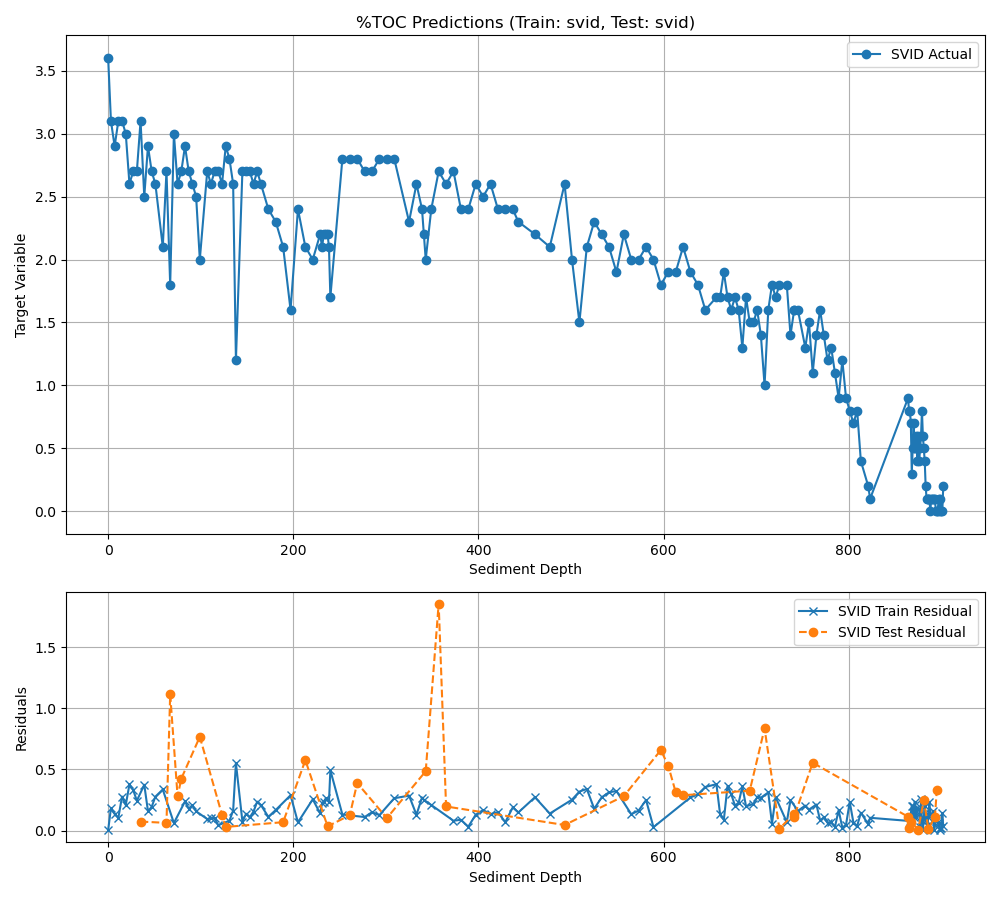 %TOC Predictions (Train: svid, Test: svid)
SVID Actual
3.5
3.0
2.5
2.0
1.5
1.0
0.5
0.0
Target Variable
0 200 400 600 800
Sediment Depth
SVID Train Residual
SVID Test Residual
1.5
1.0
0.5
0.0
Residuals
0 200 400 600 800
Sediment Depth